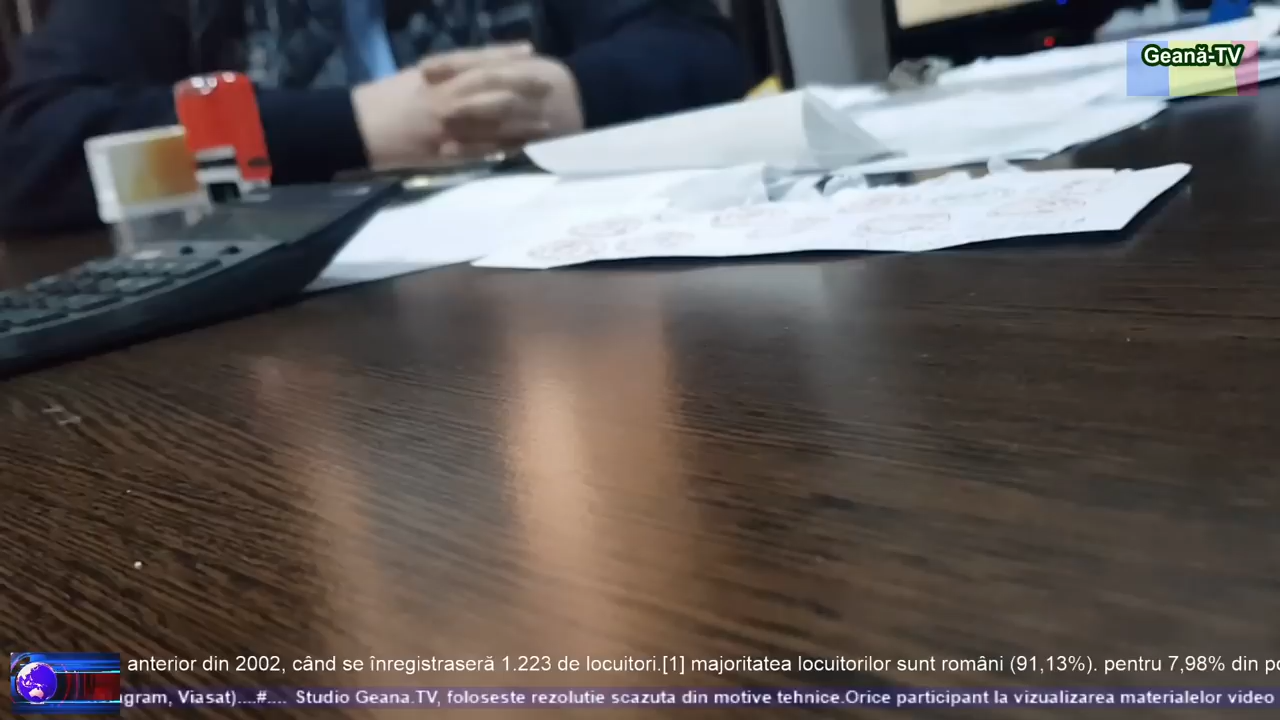 Geană-TV
anterior din 2002, când se înregistraseră 1.223 de locuitori.[1] majoritatea locuitorilor sunt români (91,13%). pentru 7,98% din
Viasat)....#.... Studio Geana.TV, foloseste rezolutie scazuta din motive tehnice.Orice participant la vizualizarea materialelor video